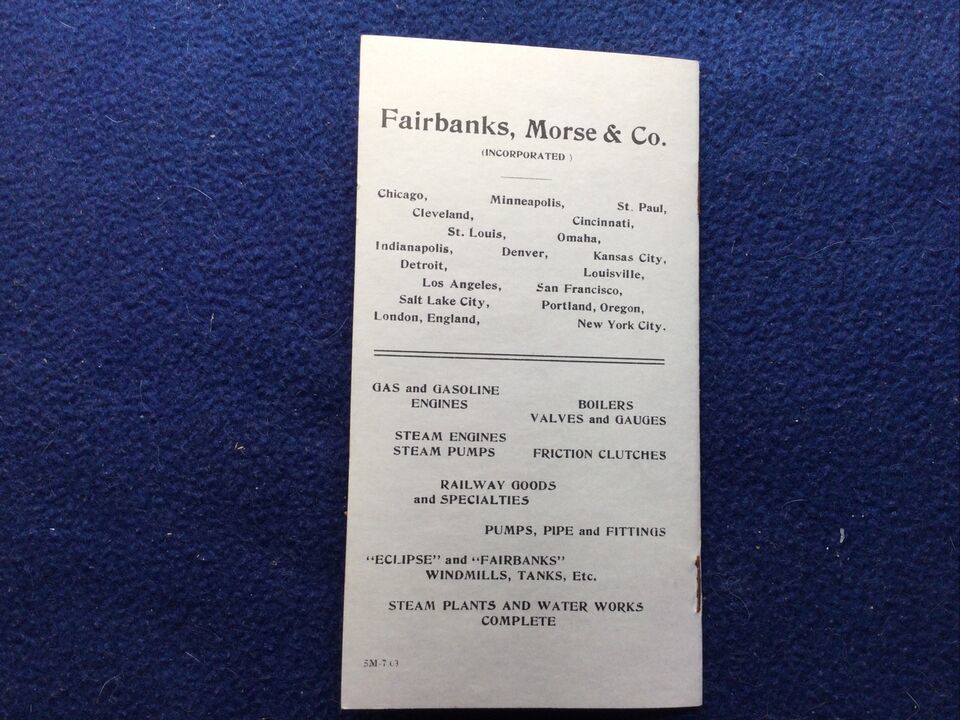 Fairbanks, Morse & Co.
(INCORPORATED)
Chicago, Minneapolis, St. Paul,
Cleveland, Cincinnati,
St. Louis, Omaha,
Indianapolis, Denver, Kansas City,
Detroit, Louisville,
Los Angeles, San Francisco,
Salt Lake City, Portland, Oregon,
London, England, New York City.
GAS and GASOLINE
ENGINES BOILERS
VALVES and GAUGES
STEAM ENGINES
STEAM PUMPS FRICTION CLUTCHES
RAILWAY GOODS
and SPECIALTIES
PUMPS, PIPE and FITTINGS
"ECLIPSE" and "FAIRBANKS"
WINDMILLS, TANKS, Etc.
STEAM PLANTS AND WATER WORKS
COMPLETE